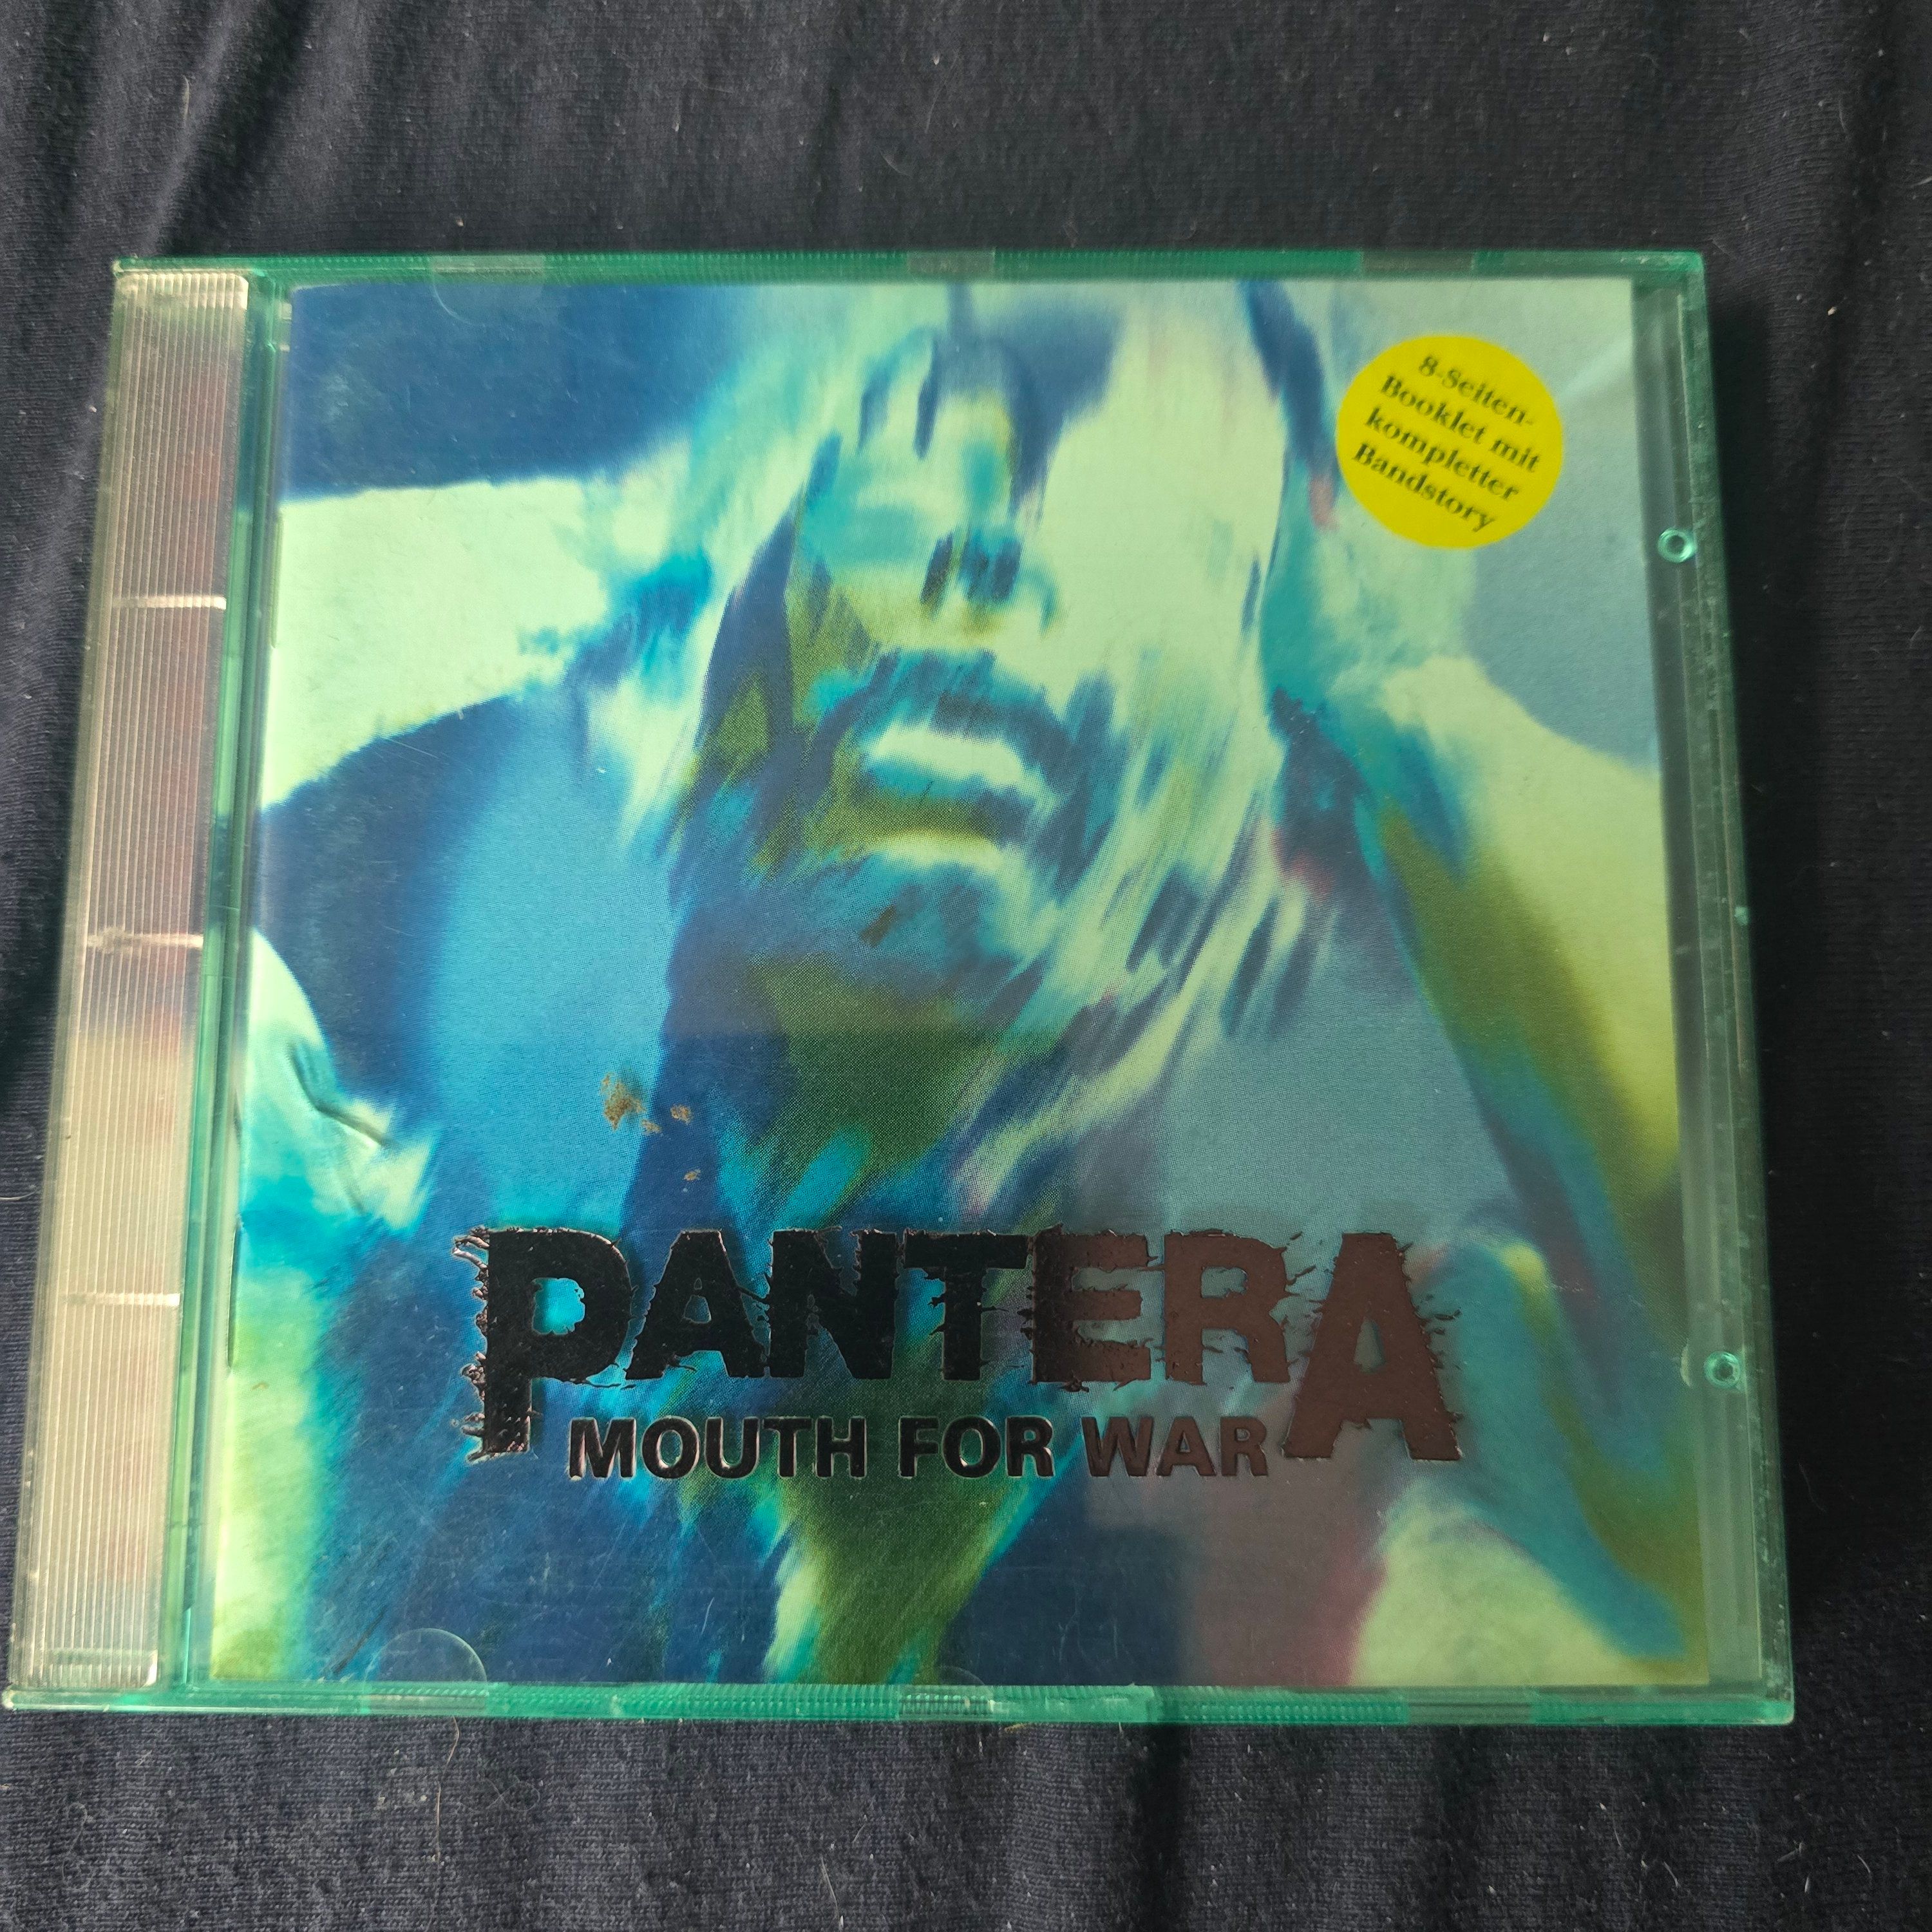 8-Seiten-
Booklet mit
kompletter
Bandstory
PANTERA
MOUTH FOR WAR